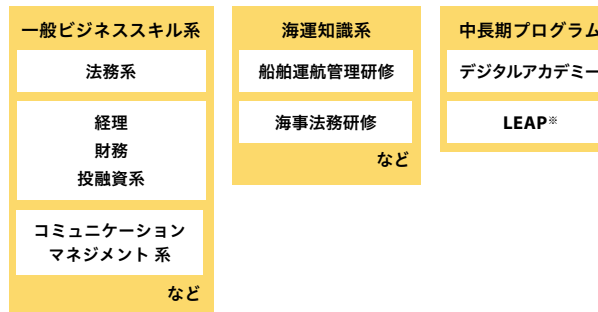 一般ビジネススキル系
法務系
経理
財務
投融資系
コミュニケーション
マネジメント 系
など
海運知識系
船舶運航管理研修
海事法務研修
など
中長期プログラム
デジタルアカデミー
LEAP※